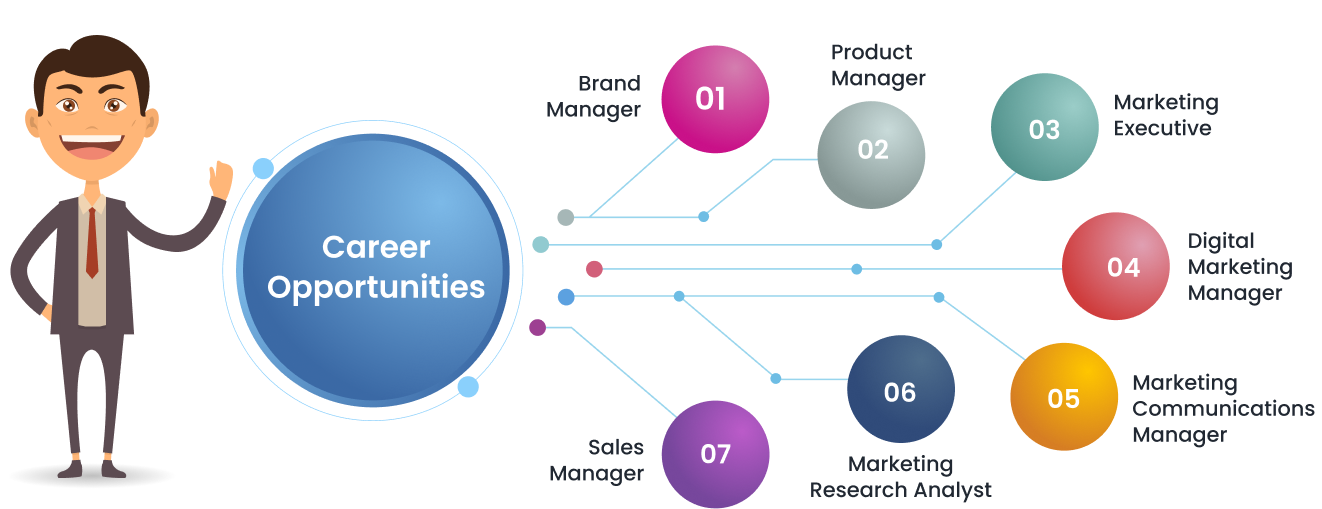 Career
Opportunities
Brand
Manager
01
Product
Manager
02
03
Marketing
Executive
04
Digital
Marketing
Manager
05
Marketing
Communications
Manager
06
Marketing
Research Analyst
Sales
Manager
07